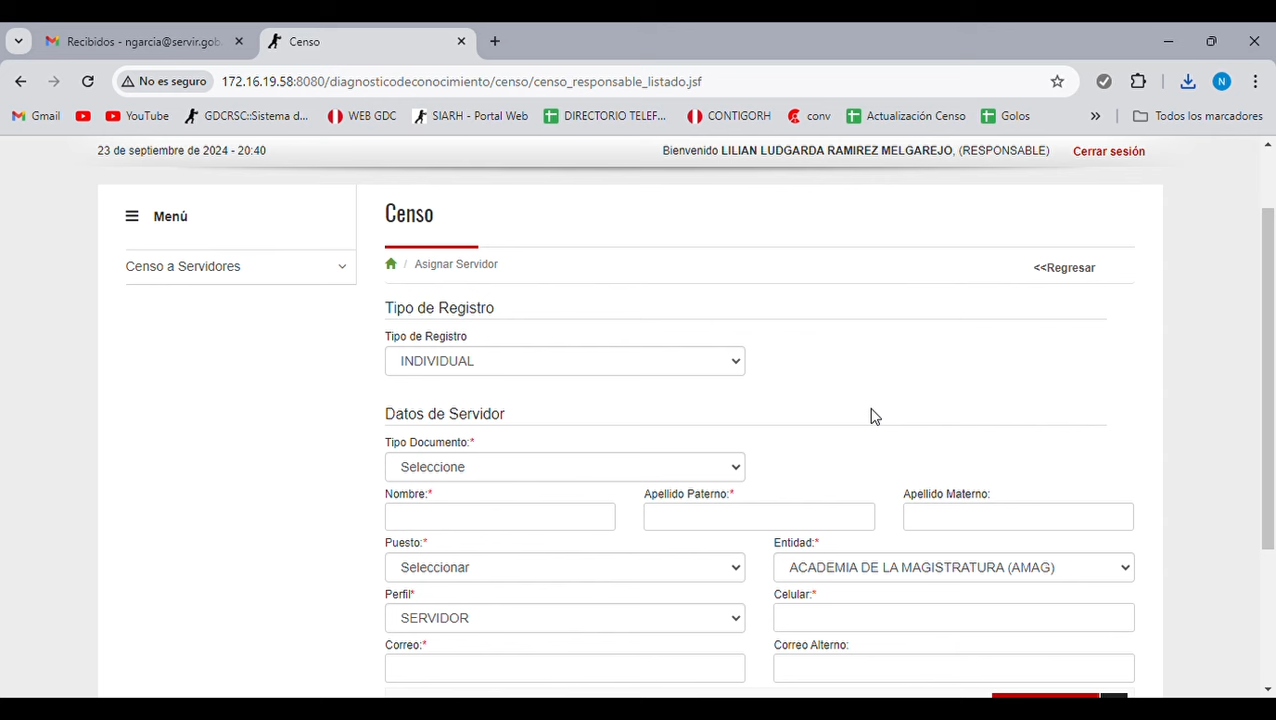 Recibidos - ngarcia@servir.gob.
Censo
No es seguro
172.16.19.58:8080/diagnosticodeconocimiento/censo/censo_responsable_listado.jsf
N
Gmail
YouTube
GDCRSC::Sistema d...
WEB GDC
SIARH - Portal Web
DIRECTORIO TELEF...
CONTIGORH
conv
Actualización Censo
Golos
»
Todos los marcadores
23 de septiembre de 2024 - 20:40
Bienvenido LILIAN LUDGARDA RAMIREZ MELGAREJO, (RESPONSABLE)
Cerrar sesión
Menú
Censo a Servidores
Censo
/ Asignar Servidor
<<Regresar
Tipo de Registro
Tipo de Registro
INDIVIDUAL
Datos de Servidor
Tipo Documento:*
Seleccione
Nombre:* Apellido Paterno:* Apellido Materno:
Puesto:* Entidad:*
Seleccionar ACADEMIA DE LA MAGISTRATURA (AMAG)
Perfil* Celular:*
SERVIDOR
Correo:* Correo Alterno: